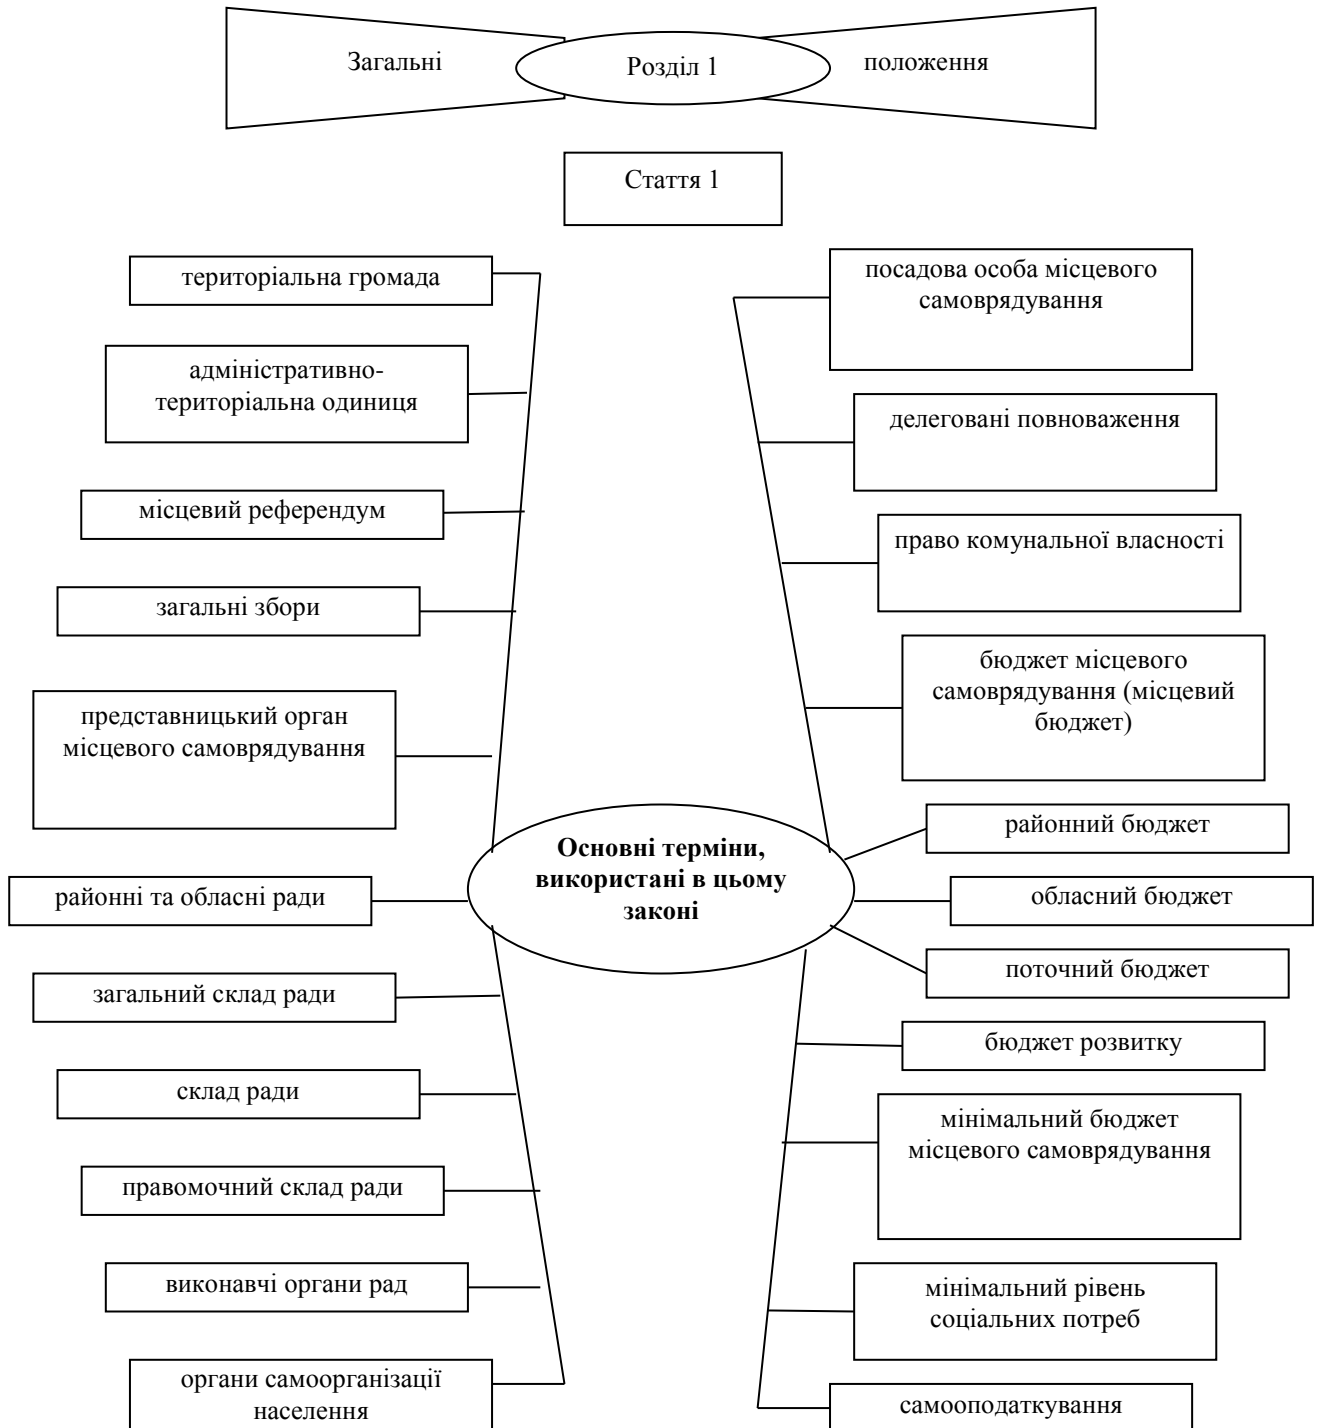 Загальні
Розділ 1
положення
Стаття 1
територіальна громада
адміністративно-
територіальна одиниця
місцевий референдум
загальні збори
представницький орган
місцевого самоврядування
районні та обласні ради
загальний склад ради
склад ради
правомочний склад ради
виконавчі органи рад
органи самоорганізації
населення
Основні терміни,
використані в цьому
законі
посадова особа місцевого
самоврядування
делеговані повноваження
право комунальної власності
бюджет місцевого
самоврядування (місцевий
бюджет)
районний бюджет
обласний бюджет
поточний бюджет
бюджет розвитку
мінімальний бюджет
місцевого самоврядування
мінімальний рівень
соціальних потреб
самооподаткування